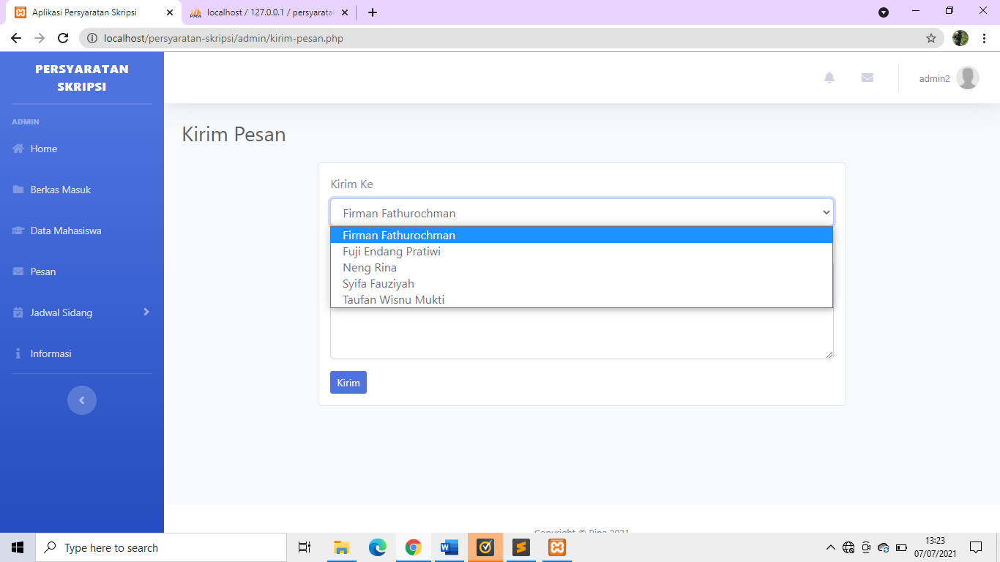 Aplikasi Persyaratan Skripsi
localhost / 127.0.0.1 / persyaratan
localhost/persyaratan-skripsi/admin/kirim-pesan.php
PERSYARATAN
SKRIPSI
admin2
ADMIN
Home
Berkas Masuk
Data Mahasiswa
Pesan
Jadwal Sidang
Informasi
Kirim Pesan
Kirim Ke
Firman Fathurochman
Firman Fathurochman
Fuji Endang Pratiwi
Neng Rina
Syifa Fauziyah
Taufan Wisnu Mukti
Kirim
Copyright © Rina 2021
Type here to search
13:23
07/07/2021